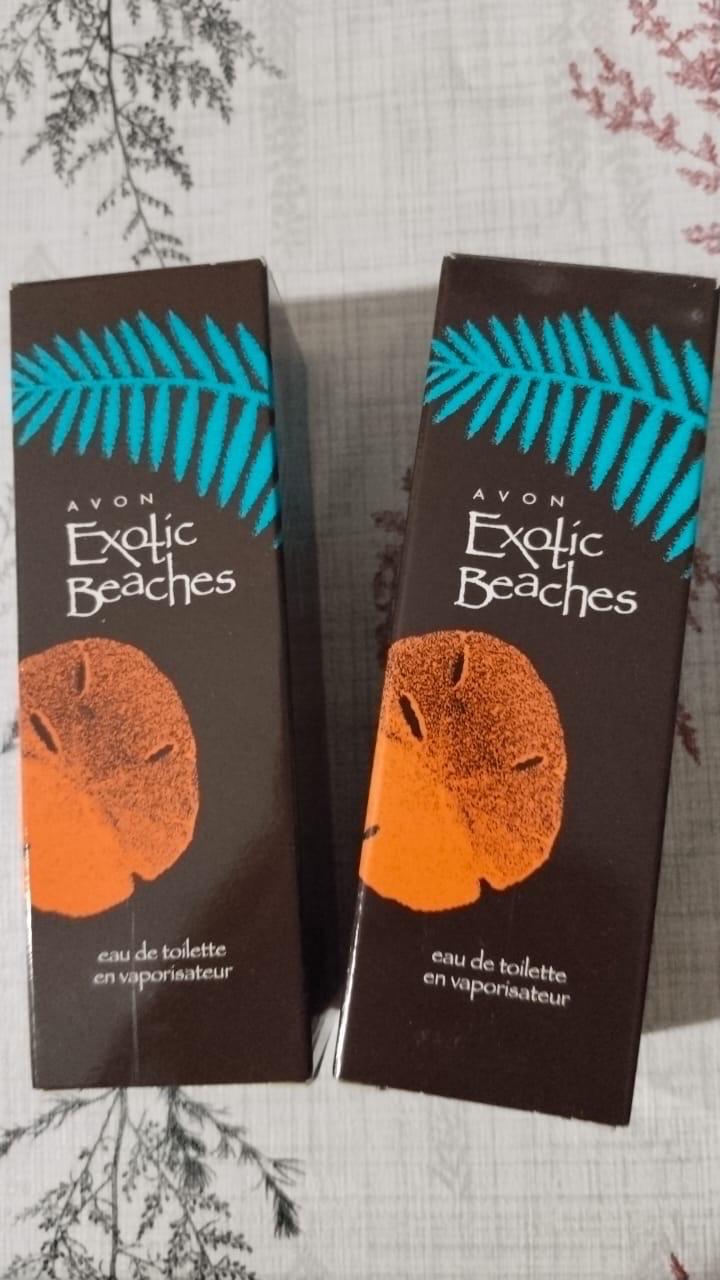 AVON
Exotic
Beaches
eau de toilette
en vaporisateur
AVON
Exotic
Beaches
eau de toilette
en vaporisateur